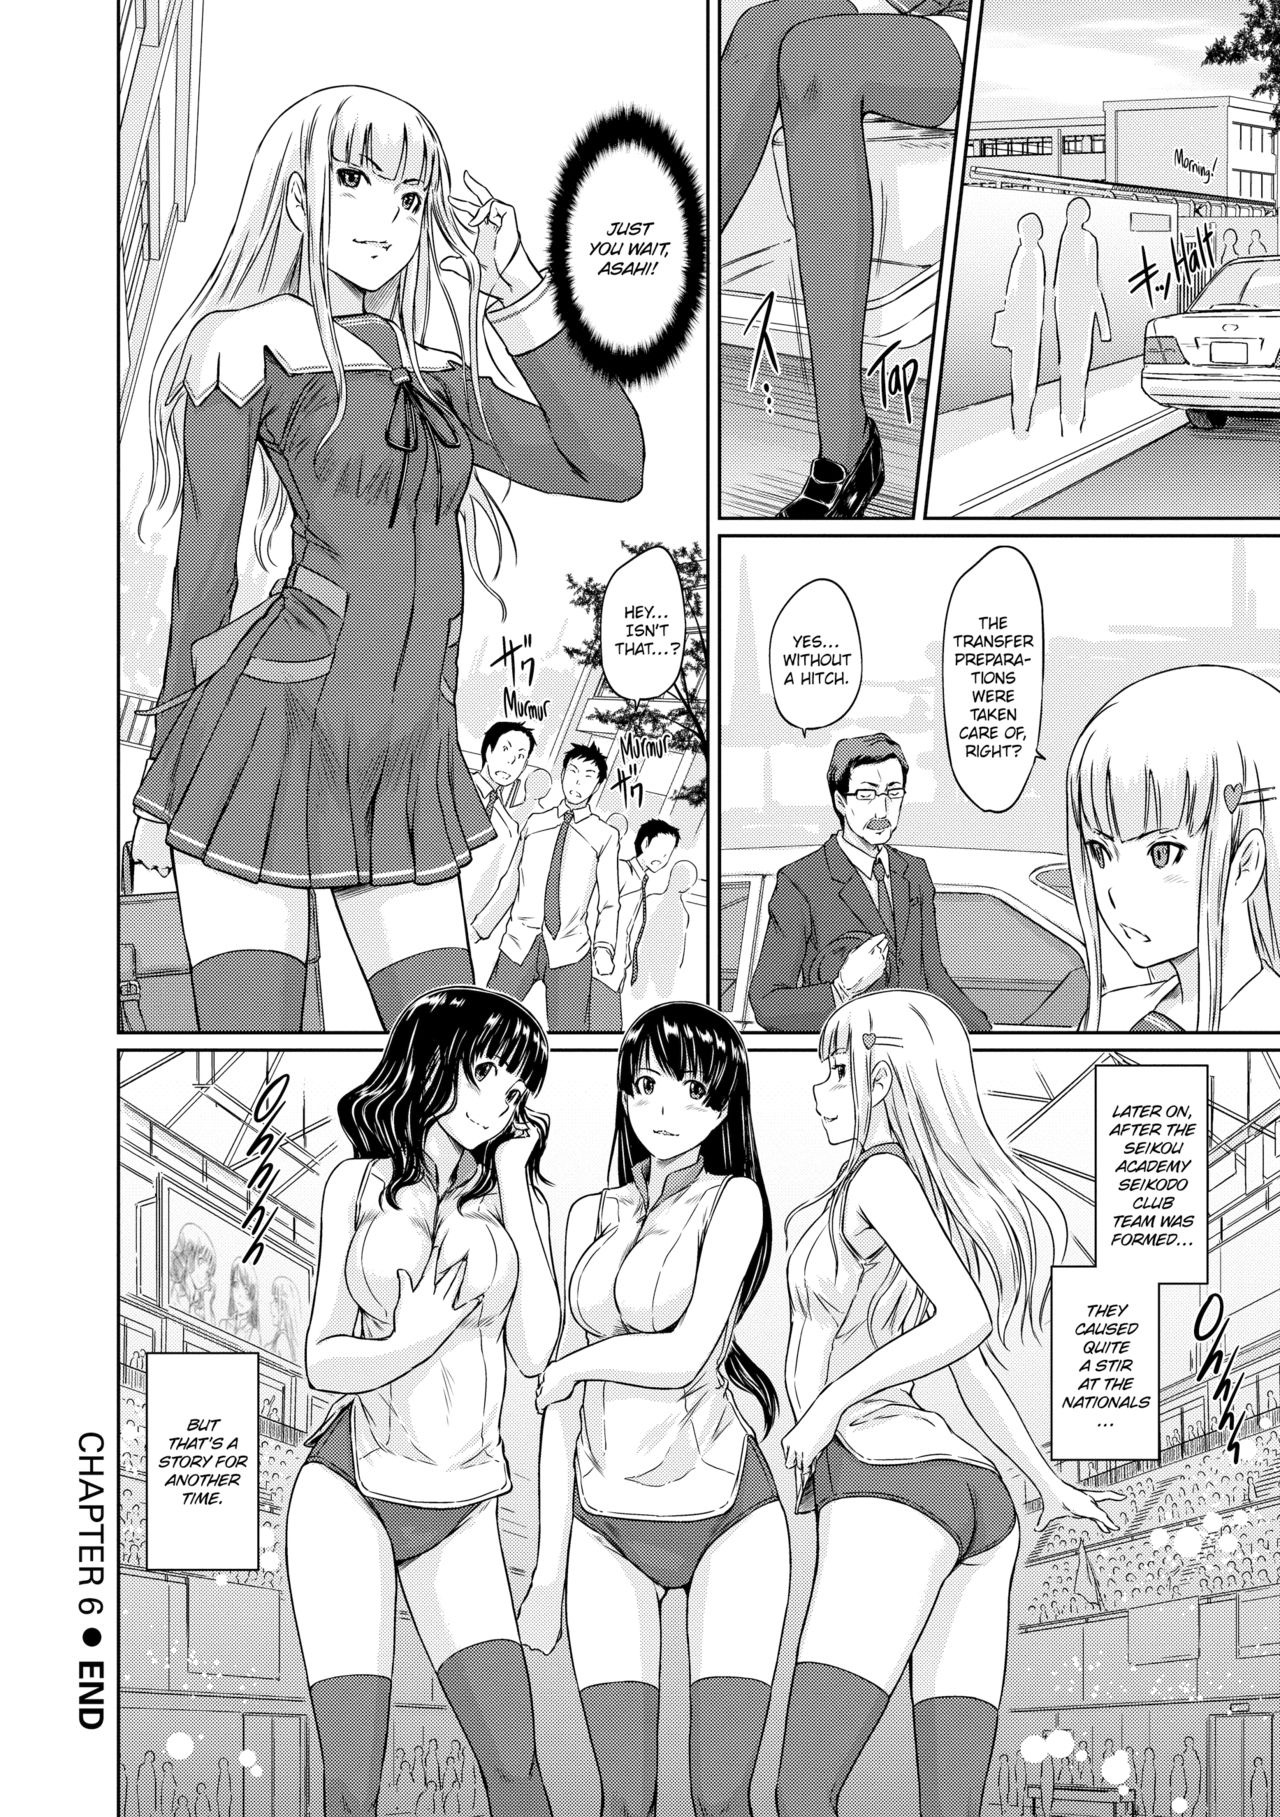 Morning!
キ...ッ
Halt
ス...
Tap
THE
TRANSFER
PREPARA-
TIONS
WERE
TAKEN
CARE OF,
RIGHT?
YES...
WITHOUT
A HITCH.
JUST
YOU WAIT,
ASAHI!
HEY...
ISN'T
THAT...?
ザワ
Murmur
Murmur
ザワ
LATER ON,
AFTER THE
SEIKOU
ACADEMY
SEIKODO
CLUB
TEAM WAS
FORMED...
THEY
CAUSED
QUITE
A STIR
AT THE
NATIONALS
...
Ohhhhh
Ohhhhh
BUT
THAT'S A
STORY FOR
ANOTHER
TIME.
CHAPTER 6 ● END